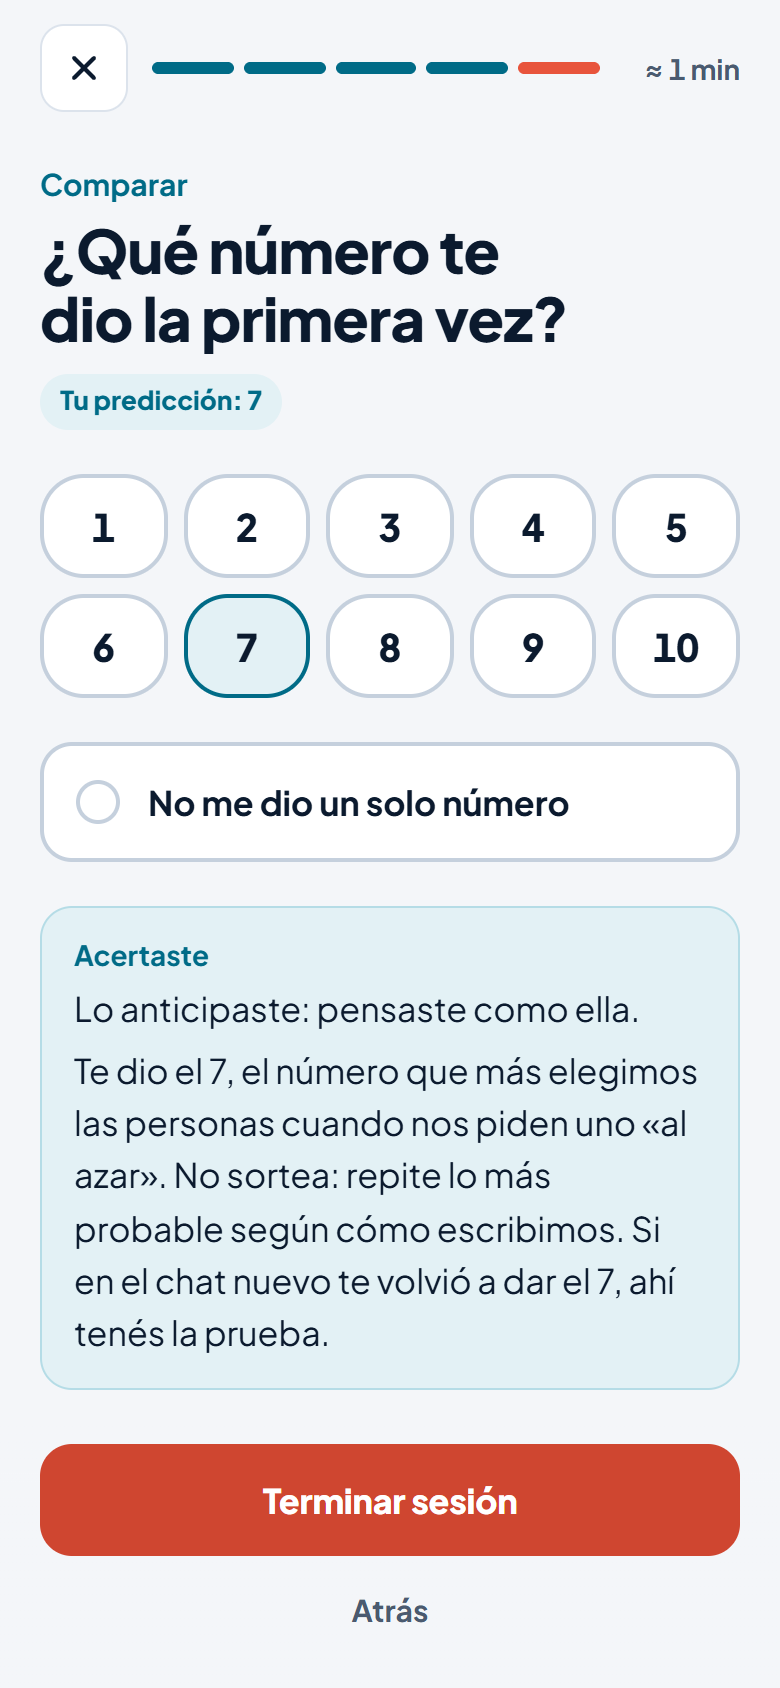 ≈ 1 min
Comparar
¿Qué número te
dio la primera vez?
Tu predicción: 7
1 2 3 4 5
6 7 8 9 10
No me dio un solo número
Acertaste
Lo anticipaste: pensaste como ella.
Te dio el 7, el número que más elegimos
las personas cuando nos piden uno «al
azar». No sortea: repite lo más
probable según cómo escribimos. Si
en el chat nuevo te volvió a dar el 7, ahí
tenés la prueba.
Terminar sesión
Atrás